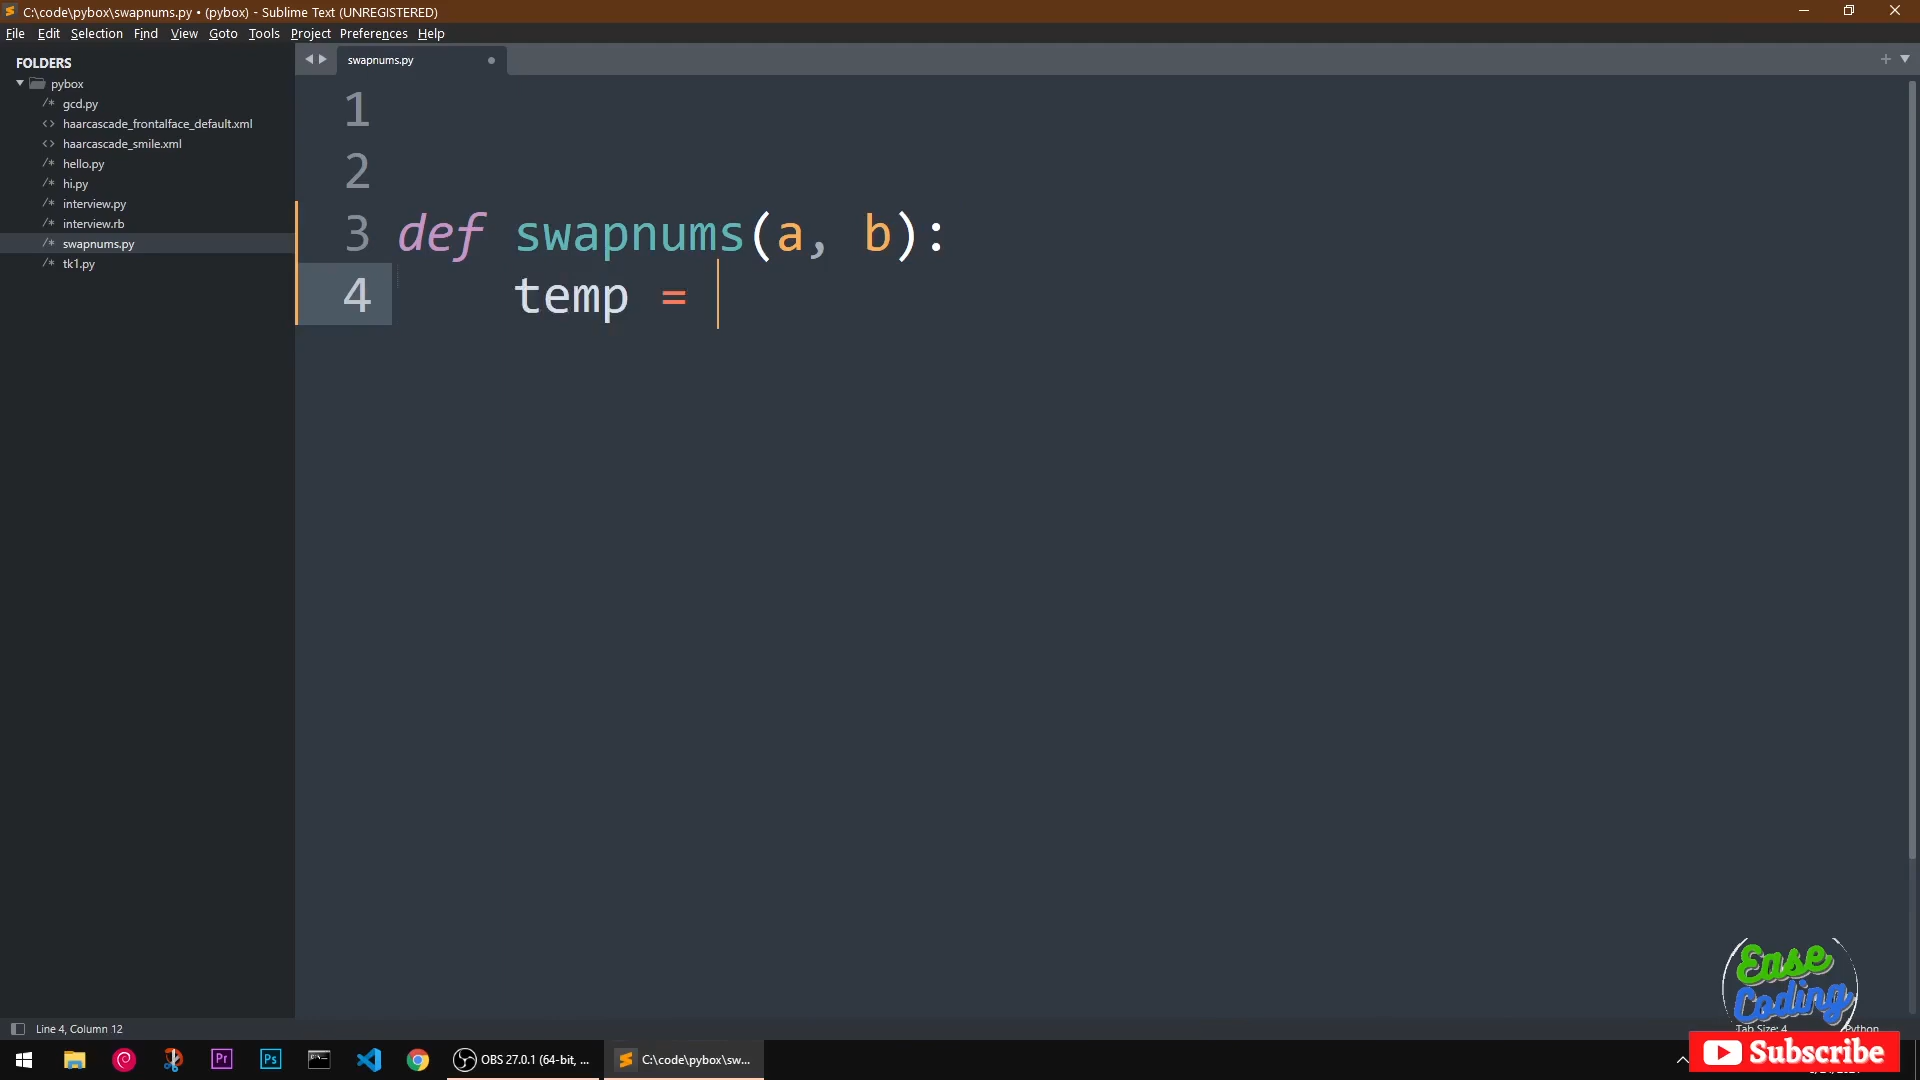 C:\code\pybox\swapnums.py • (pybox) - Sublime Text (UNREGISTERED)
File Edit Selection Find View Goto Tools Project Preferences Help
FOLDERS
pybox
gcd.py
haarcascade_frontalface_default.xml
haarcascade_smile.xml
hello.py
hi.py
interview.py
interview.rb
swapnums.py
tk1.py
swapnums.py
1
2
3 def swapnums(a, b):
4 temp =
Ease
Coding
Line 4, Column 12
Tab Size: 4 Python
Subscribe
OBS 27.0.1 (64-bit, ...
C:\code\pybox\sw...